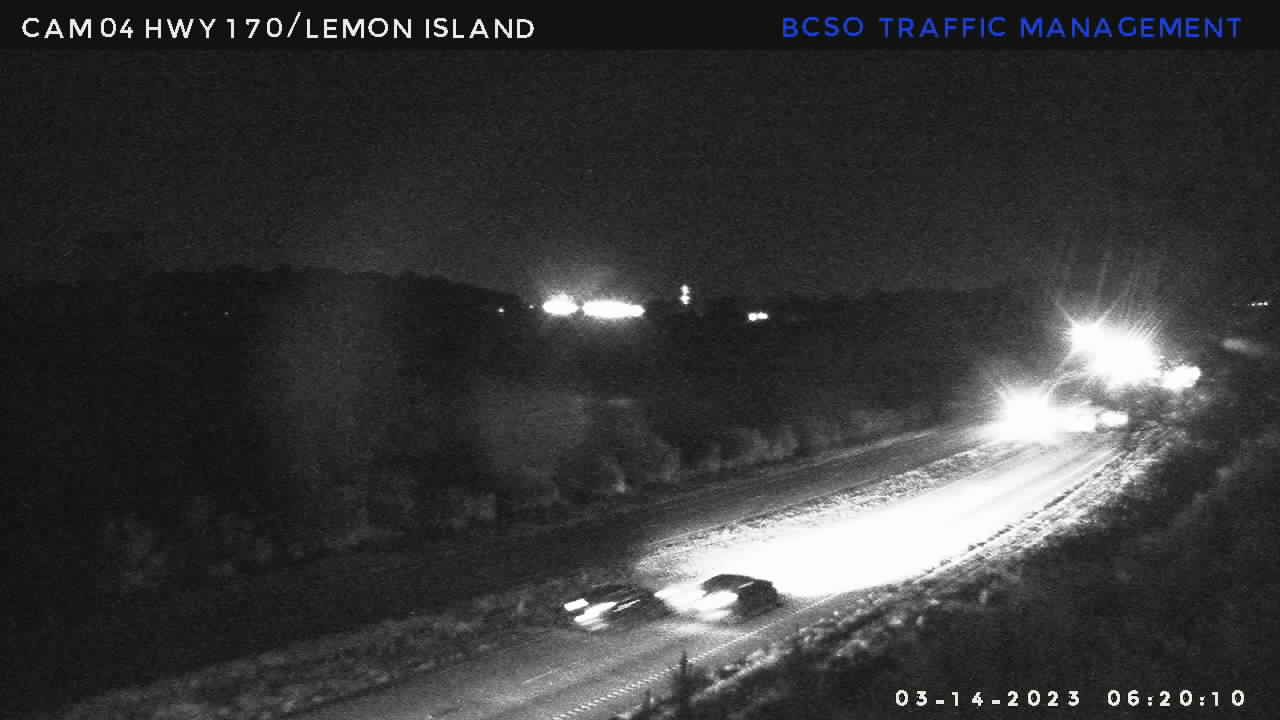 CAM 04 HWY 170/LEMON ISLAND
BCSO TRAFFIC MANAGEMENT
03-14-2023 06:20:10